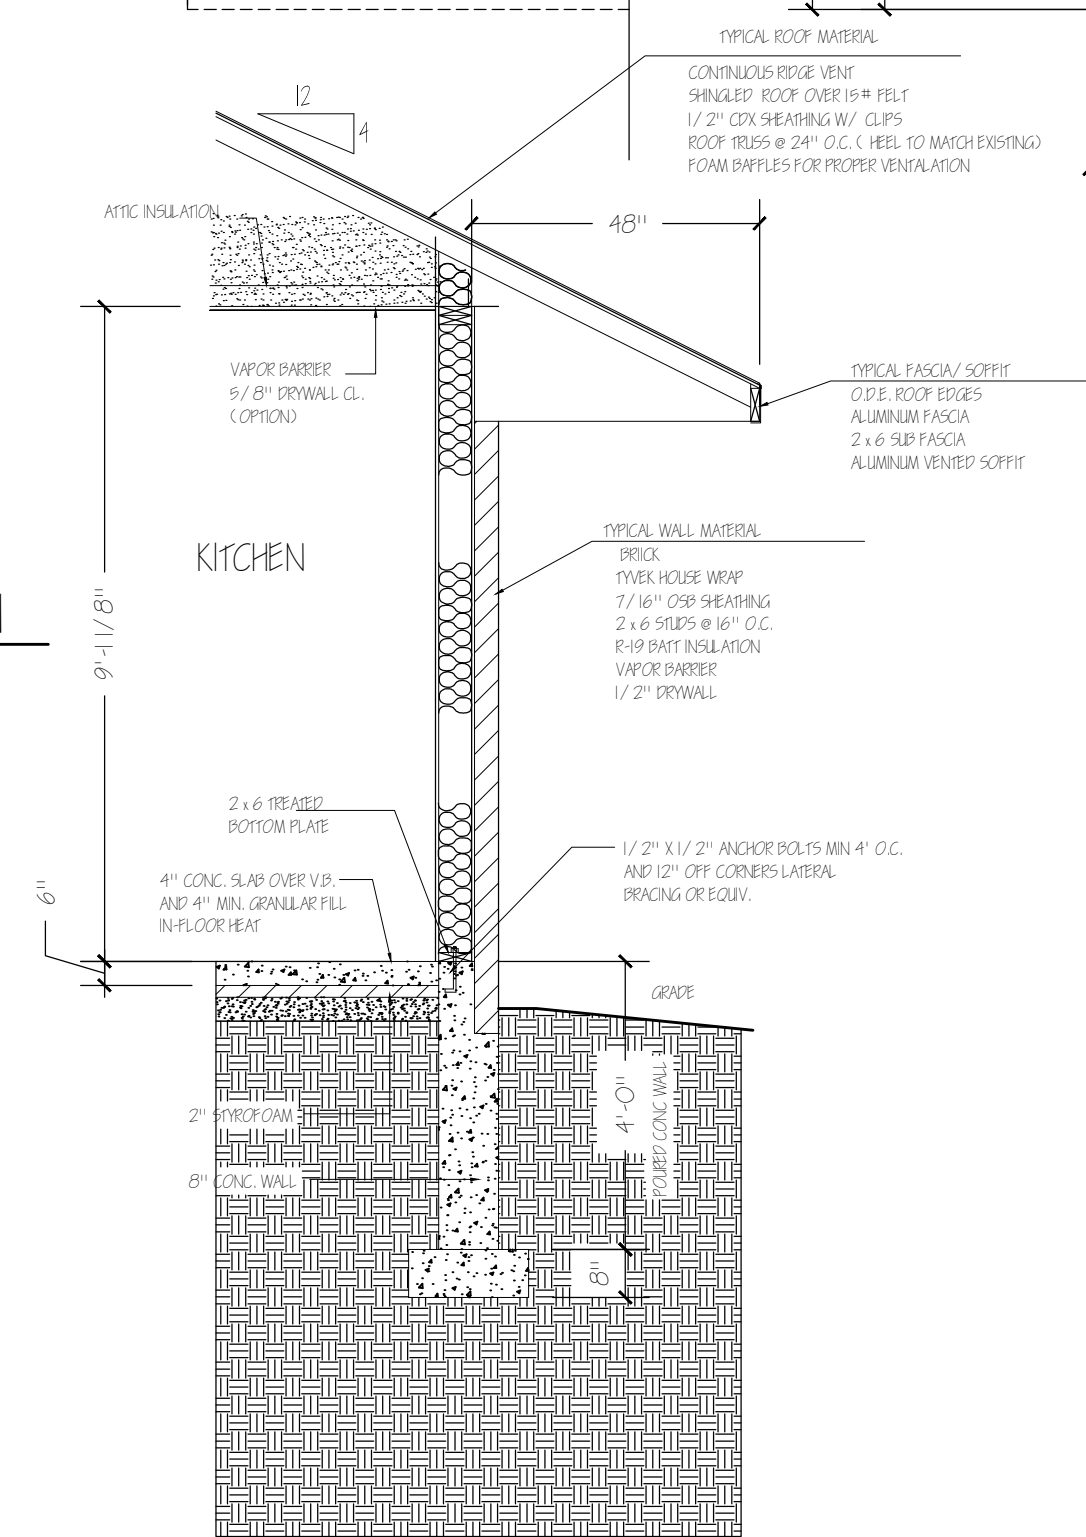 TYPICAL ROOF MATERIAL
CONTINUOUS RIDGE VENT
SHINGLED ROOF OVER 15# FELT
1/2" CDX SHEATHING W/ CLIPS
ROOF TRUSS @ 24" O.C. ( HEEL TO MATCH EXISTING)
FOAM BAFFLES FOR PROPER VENTALATION
12
4
ATTIC INSULATION
48"
VAPOR BARRIER
5/8" DRYWALL CL.
(OPTION)
TYPICAL FASCIA/ SOFFIT
O.D.E. ROOF EDGES
ALUMINUM FASCIA
2 x 6 SUB FASCIA
ALUMINUM VENTED SOFFIT
KITCHEN
9'-1 1/8"
TYPICAL WALL MATERIAL
BRIICK
TYVEK HOUSE WRAP
7/16" OSB SHEATHING
2 x 6 STUDS @ 16" O.C.
R-19 BATT INSULATION
VAPOR BARRIER
1/2" DRYWALL
2 x 6 TREATED
BOTTOM PLATE
1/2" X 1/2" ANCHOR BOLTS MIN 4' O.C.
AND 12" OFF CORNERS LATERAL
BRACING OR EQUIV.
4" CONC. SLAB OVER V.B.
AND 4" MIN. GRANULAR FILL
IN-FLOOR HEAT
6"
GRADE
4'-0"
POURED CONC WALL
2" STYROFOAM
8" CONC. WALL
8"